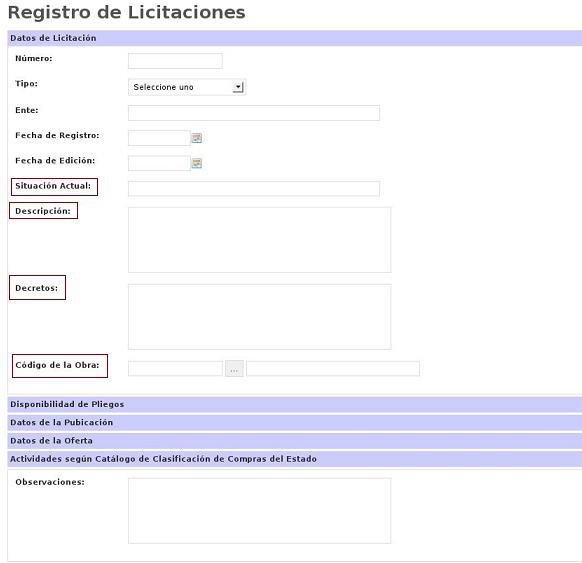 Registro de Licitaciones
Datos de Licitación
Número:
Tipo:
Seleccione uno
Ente:
Fecha de Registro:
Fecha de Edición:
Situación Actual:
Descripción:
Decretos:
Código de la Obra:
...
Disponibilidad de Pliegos
Datos de la Pubicación
Datos de la Oferta
Actividades según Catálogo de Clasificación de Compras del Estado
Observaciones: